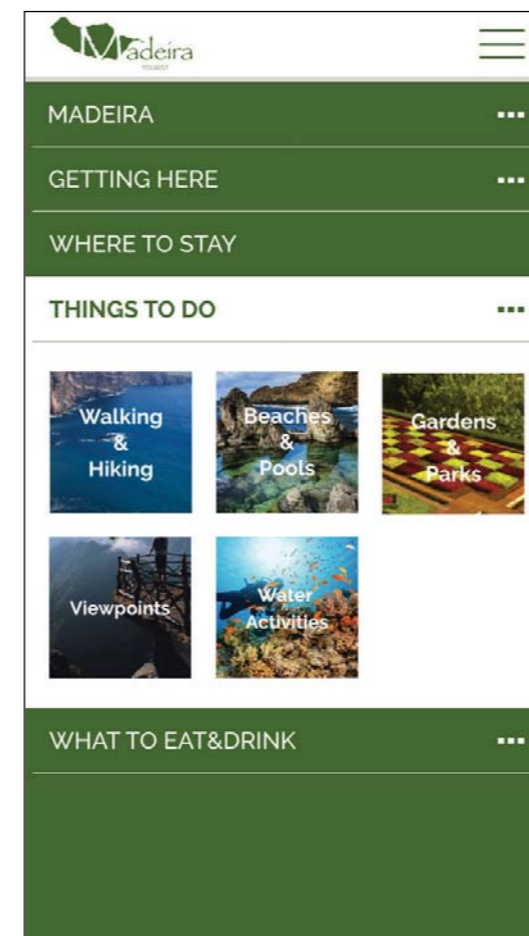 Madeira
TOURIST
MADEIRA
GETTING HERE
WHERE TO STAY
THINGS TO DO
Walking
&
Hiking
Beaches
&
Pools
Gardens
&
Parks
Viewpoints
Water
Activities
WHAT TO EAT&DRINK